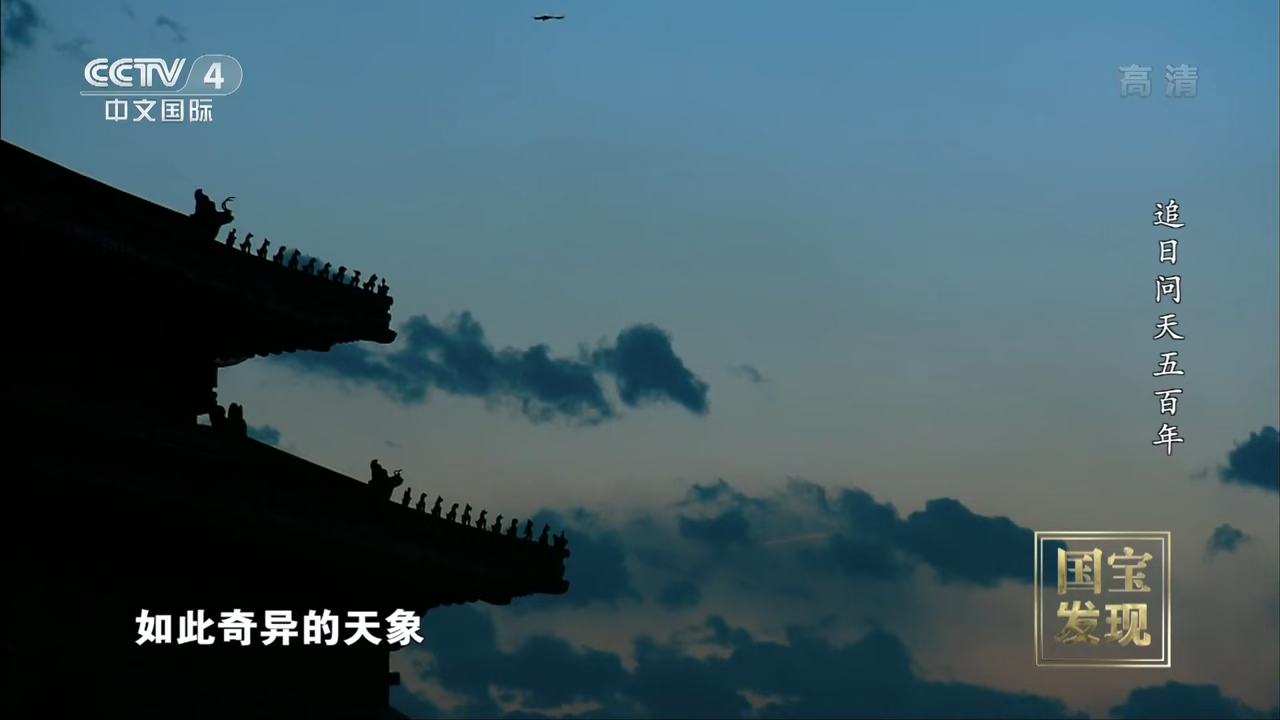 CCTV 4
中文国际
高清
追日问天五百年
国宝
发现
如此奇异的天象